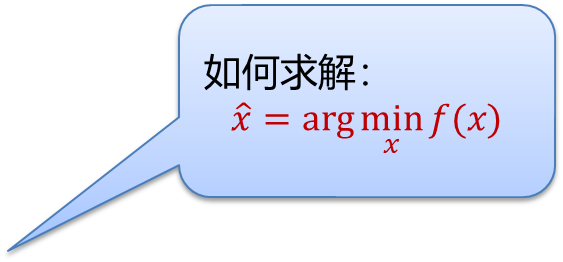 如何求解：
x̂ = arg min f(x)
x